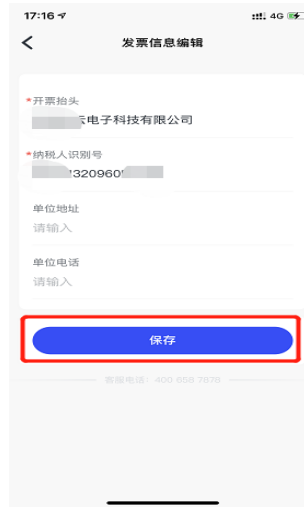 17:16
4G
发票信息编辑
*开票抬头
云电子科技有限公司
*纳税人识别号
320960
单位地址
请输入
单位电话
请输入
保存
客服电话：400 658 7878